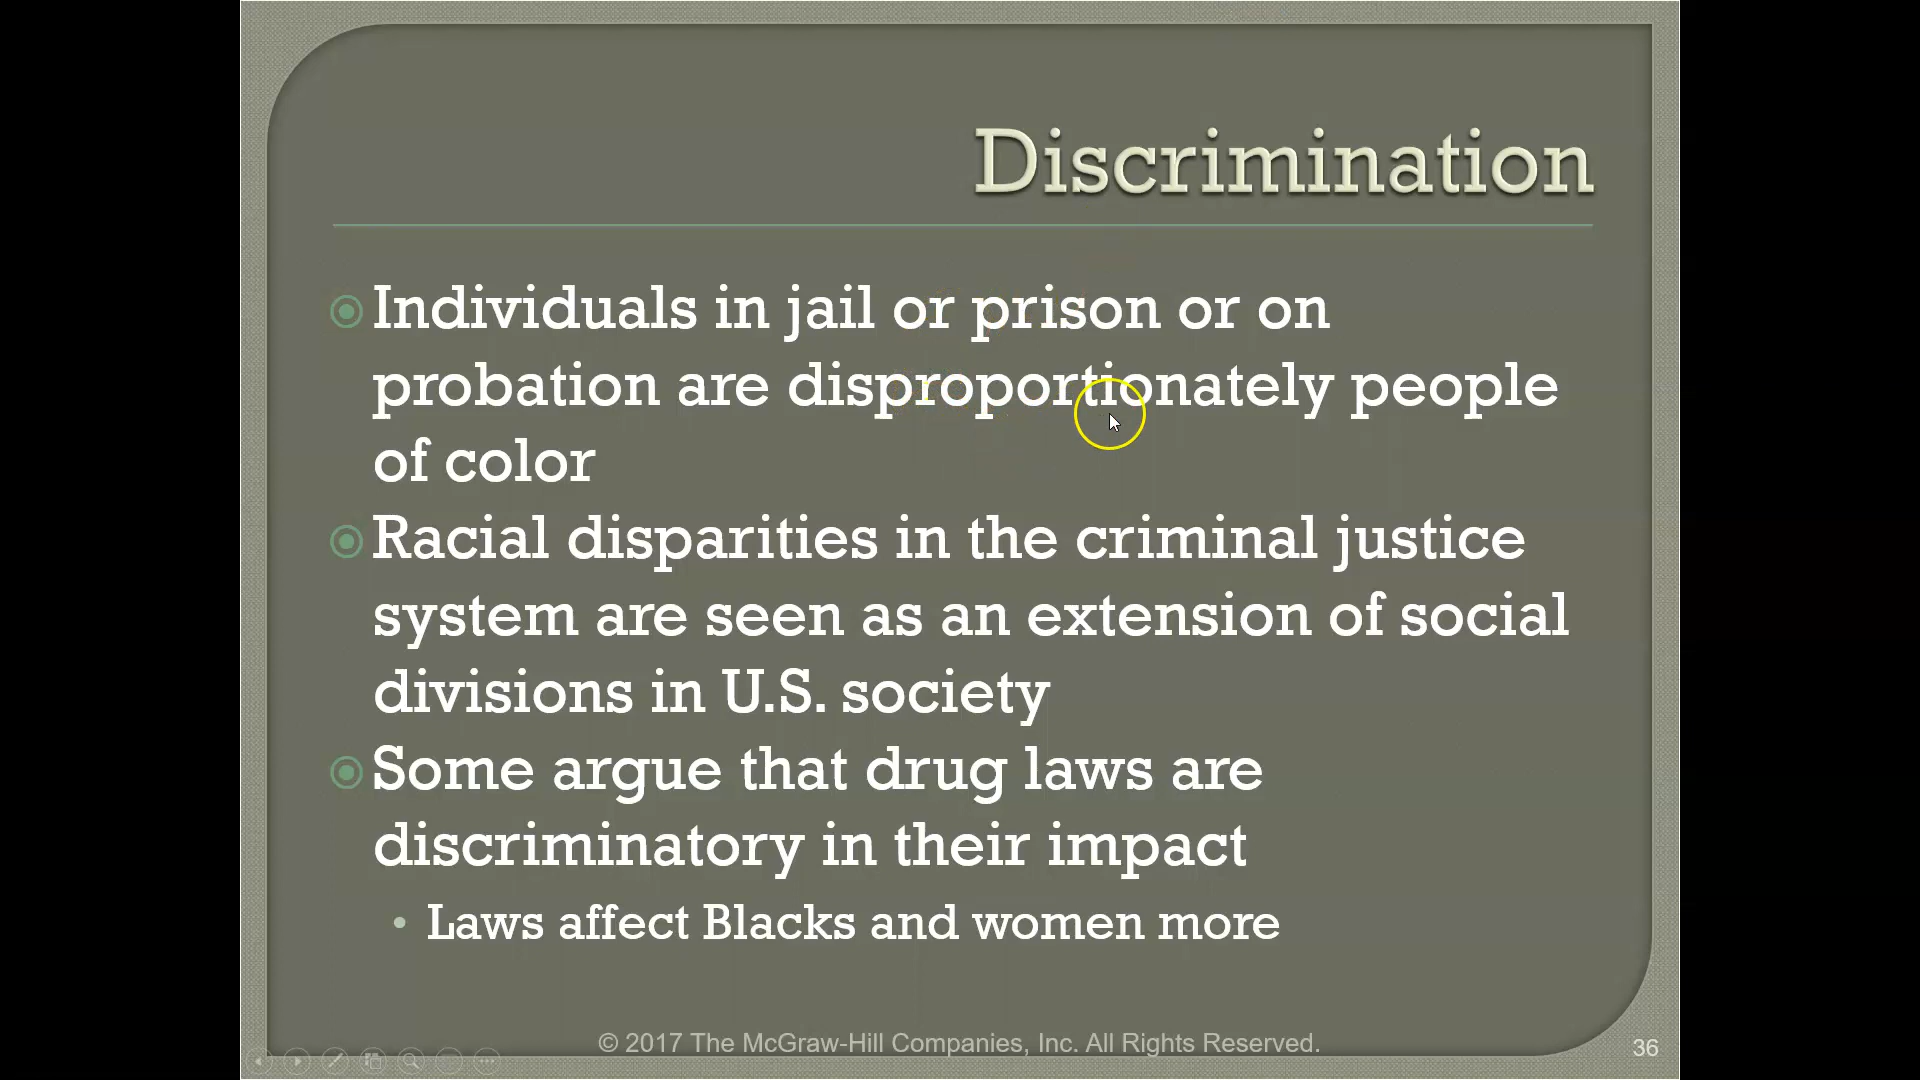 Discrimination
Individuals in jail or prison or on
probation are disproportionately people
of color
Racial disparities in the criminal justice
system are seen as an extension of social
divisions in U.S. society
Some argue that drug laws are
discriminatory in their impact
• Laws affect Blacks and women more
© 2017 The McGraw-Hill Companies, Inc. All Rights Reserved.
36